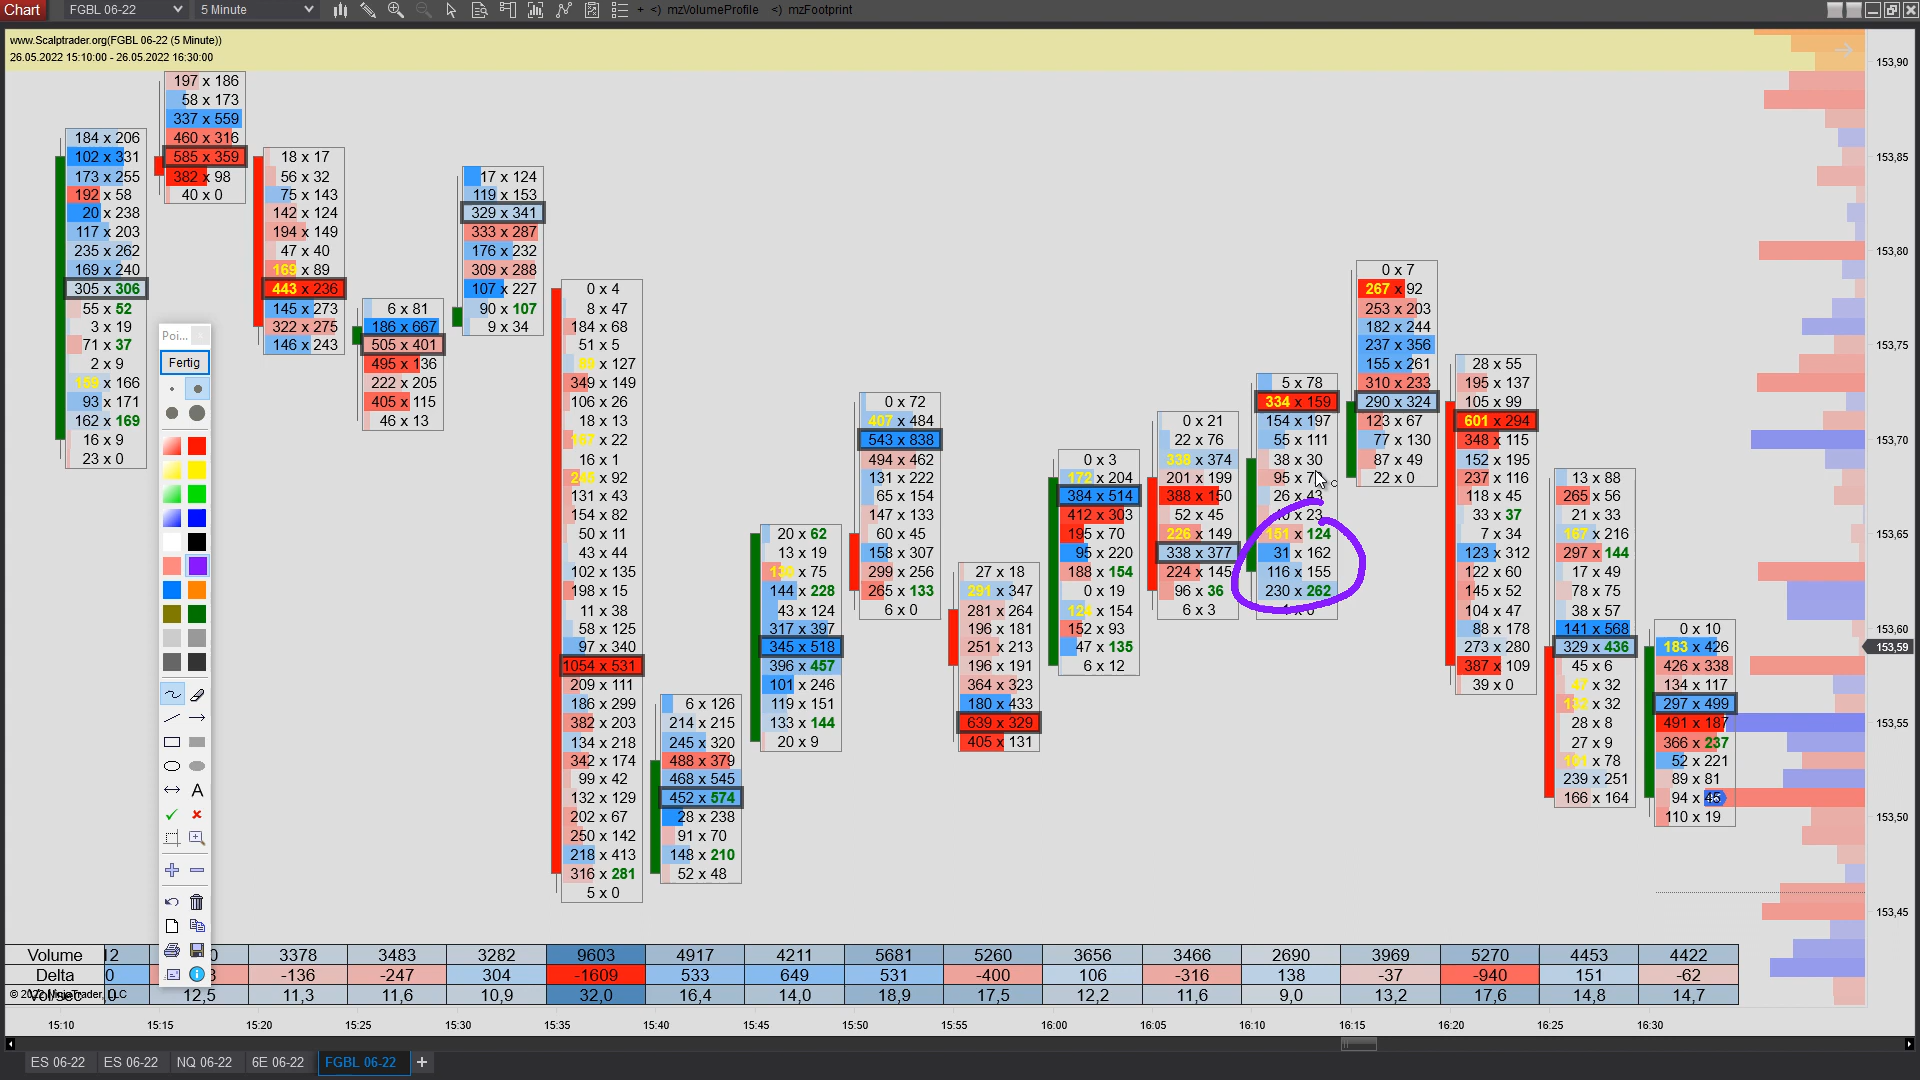 Chart FGBL 06-22 5 Minute + <> mzVolumeProfile <> mzFootprint
www.Scalptrader.org(FGBL 06-22 (5 Minute))
26.05.2022 15:10:00 - 26.05.2022 16:30:00
184 x 206
102 x 331
173 x 255
192 x 58
20 x 238
117 x 203
235 x 262
169 x 240
305 x 306
55 x 52
3 x 19
71 x 37
2 x 9
159 x 166
93 x 171
162 x 169
16 x 9
23 x 0
197 x 186
58 x 173
337 x 559
460 x 316
585 x 359
382 x 98
40 x 0
18 x 17
56 x 32
75 x 143
142 x 124
194 x 149
47 x 40
169 x 89
443 x 236
145 x 273
322 x 275
146 x 243
6 x 81
186 x 667
505 x 401
495 x 136
222 x 205
405 x 115
46 x 13
17 x 124
119 x 153
329 x 341
333 x 287
176 x 232
309 x 288
107 x 227
90 x 107
9 x 34
0 x 4
8 x 47
184 x 68
51 x 5
x 127
349 x 149
106 x 26
18 x 13
x 22
16 x 1
x 92
131 x 43
154 x 82
50 x 11
43 x 44
102 x 135
198 x 15
11 x 38
58 x 125
97 x 340
1054 x 531
209 x 111
186 x 299
382 x 203
134 x 218
342 x 174
99 x 42
132 x 129
202 x 67
250 x 142
218 x 413
316 x 281
5 x 0
6 x 126
214 x 215
245 x 320
488 x 379
468 x 545
452 x 574
28 x 238
91 x 70
148 x 210
52 x 48
20 x 62
13 x 19
x 75
144 x 228
43 x 124
317 x 397
345 x 518
396 x 457
101 x 246
119 x 151
133 x 144
20 x 9
0 x 72
407 x 484
543 x 838
494 x 462
131 x 222
65 x 154
147 x 133
60 x 45
158 x 307
299 x 256
265 x 133
6 x 0
27 x 18
291 x 347
281 x 264
196 x 181
251 x 213
196 x 191
364 x 323
180 x 433
639 x 329
405 x 131
0 x 3
172 x 204
384 x 514
412 x 303
195 x 70
95 x 220
188 x 154
0 x 19
124 x 154
152 x 93
47 x 135
6 x 12
0 x 21
22 x 76
338 x 374
201 x 199
388 x 150
52 x 45
226 x 149
338 x 377
224 x 145
96 x 36
6 x 3
5 x 78
334 x 159
154 x 197
55 x 111
38 x 30
95 x
26 x 43
x 23
151 x 124
31 x 162
116 x 155
230 x 262
0 x 7
267 x 92
253 x 203
182 x 244
237 x 356
155 x 261
310 x 233
290 x 324
123 x 67
77 x 130
87 x 49
22 x 0
28 x 55
195 x 137
105 x 99
601 x 294
348 x 115
152 x 195
237 x 116
118 x 45
33 x 37
7 x 34
123 x 312
122 x 60
145 x 52
104 x 47
88 x 178
273 x 280
387 x 109
39 x 0
13 x 88
265 x 56
21 x 33
167 x 216
297 x 144
17 x 49
78 x 75
38 x 57
141 x 568
329 x 436
45 x 6
47 x 32
x 32
28 x 8
27 x 9
x 78
239 x 251
166 x 164
0 x 10
183 x 426
426 x 338
134 x 117
297 x 499
491 x 187
366 x 237
52 x 221
89 x 81
94 x 45
110 x 19
153,90
153,85
153,80
153,75
153,70
153,65
153,60
153,59
153,55
153,50
153,45
Poi...
Fertig
A
Volume 12 0 3378 3483 3282 9603 4917 4211 5681 5260 3656 3466 2690 3969 5270 4453 4422
Delta 0 3 -136 -247 304 -1609 533 649 531 -400 106 -316 138 -37 -940 151 -62
Vol/sec ,0 12,5 11,3 11,6 10,9 32,0 16,4 14,0 18,9 17,5 12,2 11,6 9,0 13,2 17,6 14,8 14,7
© 2022 NinjaTrader, LLC
15:10 15:15 15:20 15:25 15:30 15:35 15:40 15:45 15:50 15:55 16:00 16:05 16:10 16:15 16:20 16:25 16:30
ES 06-22 ES 06-22 NQ 06-22 6E 06-22 FGBL 06-22 +